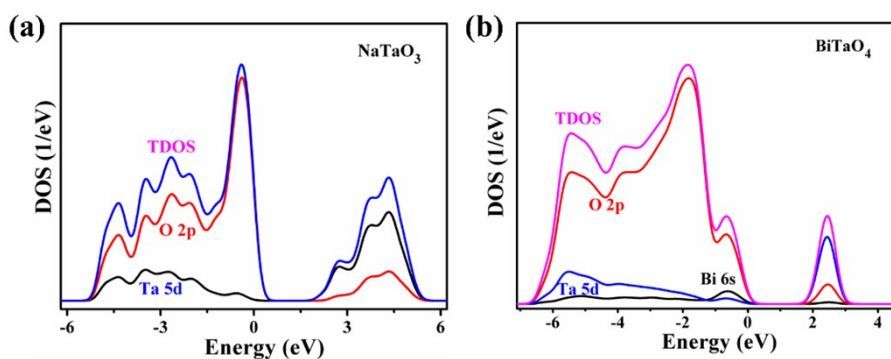 (a)
NaTaO₃
TDOS
O 2p
Ta 5d
DOS (1/eV)
-6 -3 0 3 6
Energy (eV)
(b)
BiTaO₄
TDOS
O 2p
Bi 6s
Ta 5d
DOS (1/eV)
-6 -4 -2 0 2 4
Energy (eV)